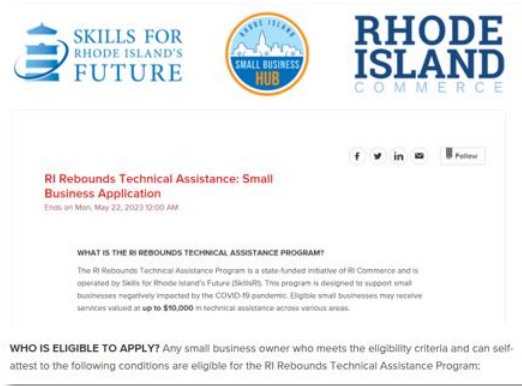 SKILLS FOR
RHODE ISLAND'S
FUTURE
RHODE ISLAND
SMALL BUSINESS
HUB
RHODE
ISLAND
COMMERCE
Follow
RI Rebounds Technical Assistance: Small
Business Application
Ends on Mon, May 22, 2023 12:00 AM
WHAT IS THE RI REBOUNDS TECHNICAL ASSISTANCE PROGRAM?
The RI Rebounds Technical Assistance Program is a state-funded initiative of RI Commerce and is
operated by Skills for Rhode Island's Future (SkillsRI). This program is designed to support small
businesses negatively impacted by the COVID-19 pandemic. Eligible small businesses may receive
services valued at up to $10,000 in technical assistance across various areas.
WHO IS ELIGIBLE TO APPLY? Any small business owner who meets the eligibility criteria and can self-
attest to the following conditions are eligible for the RI Rebounds Technical Assistance Program: